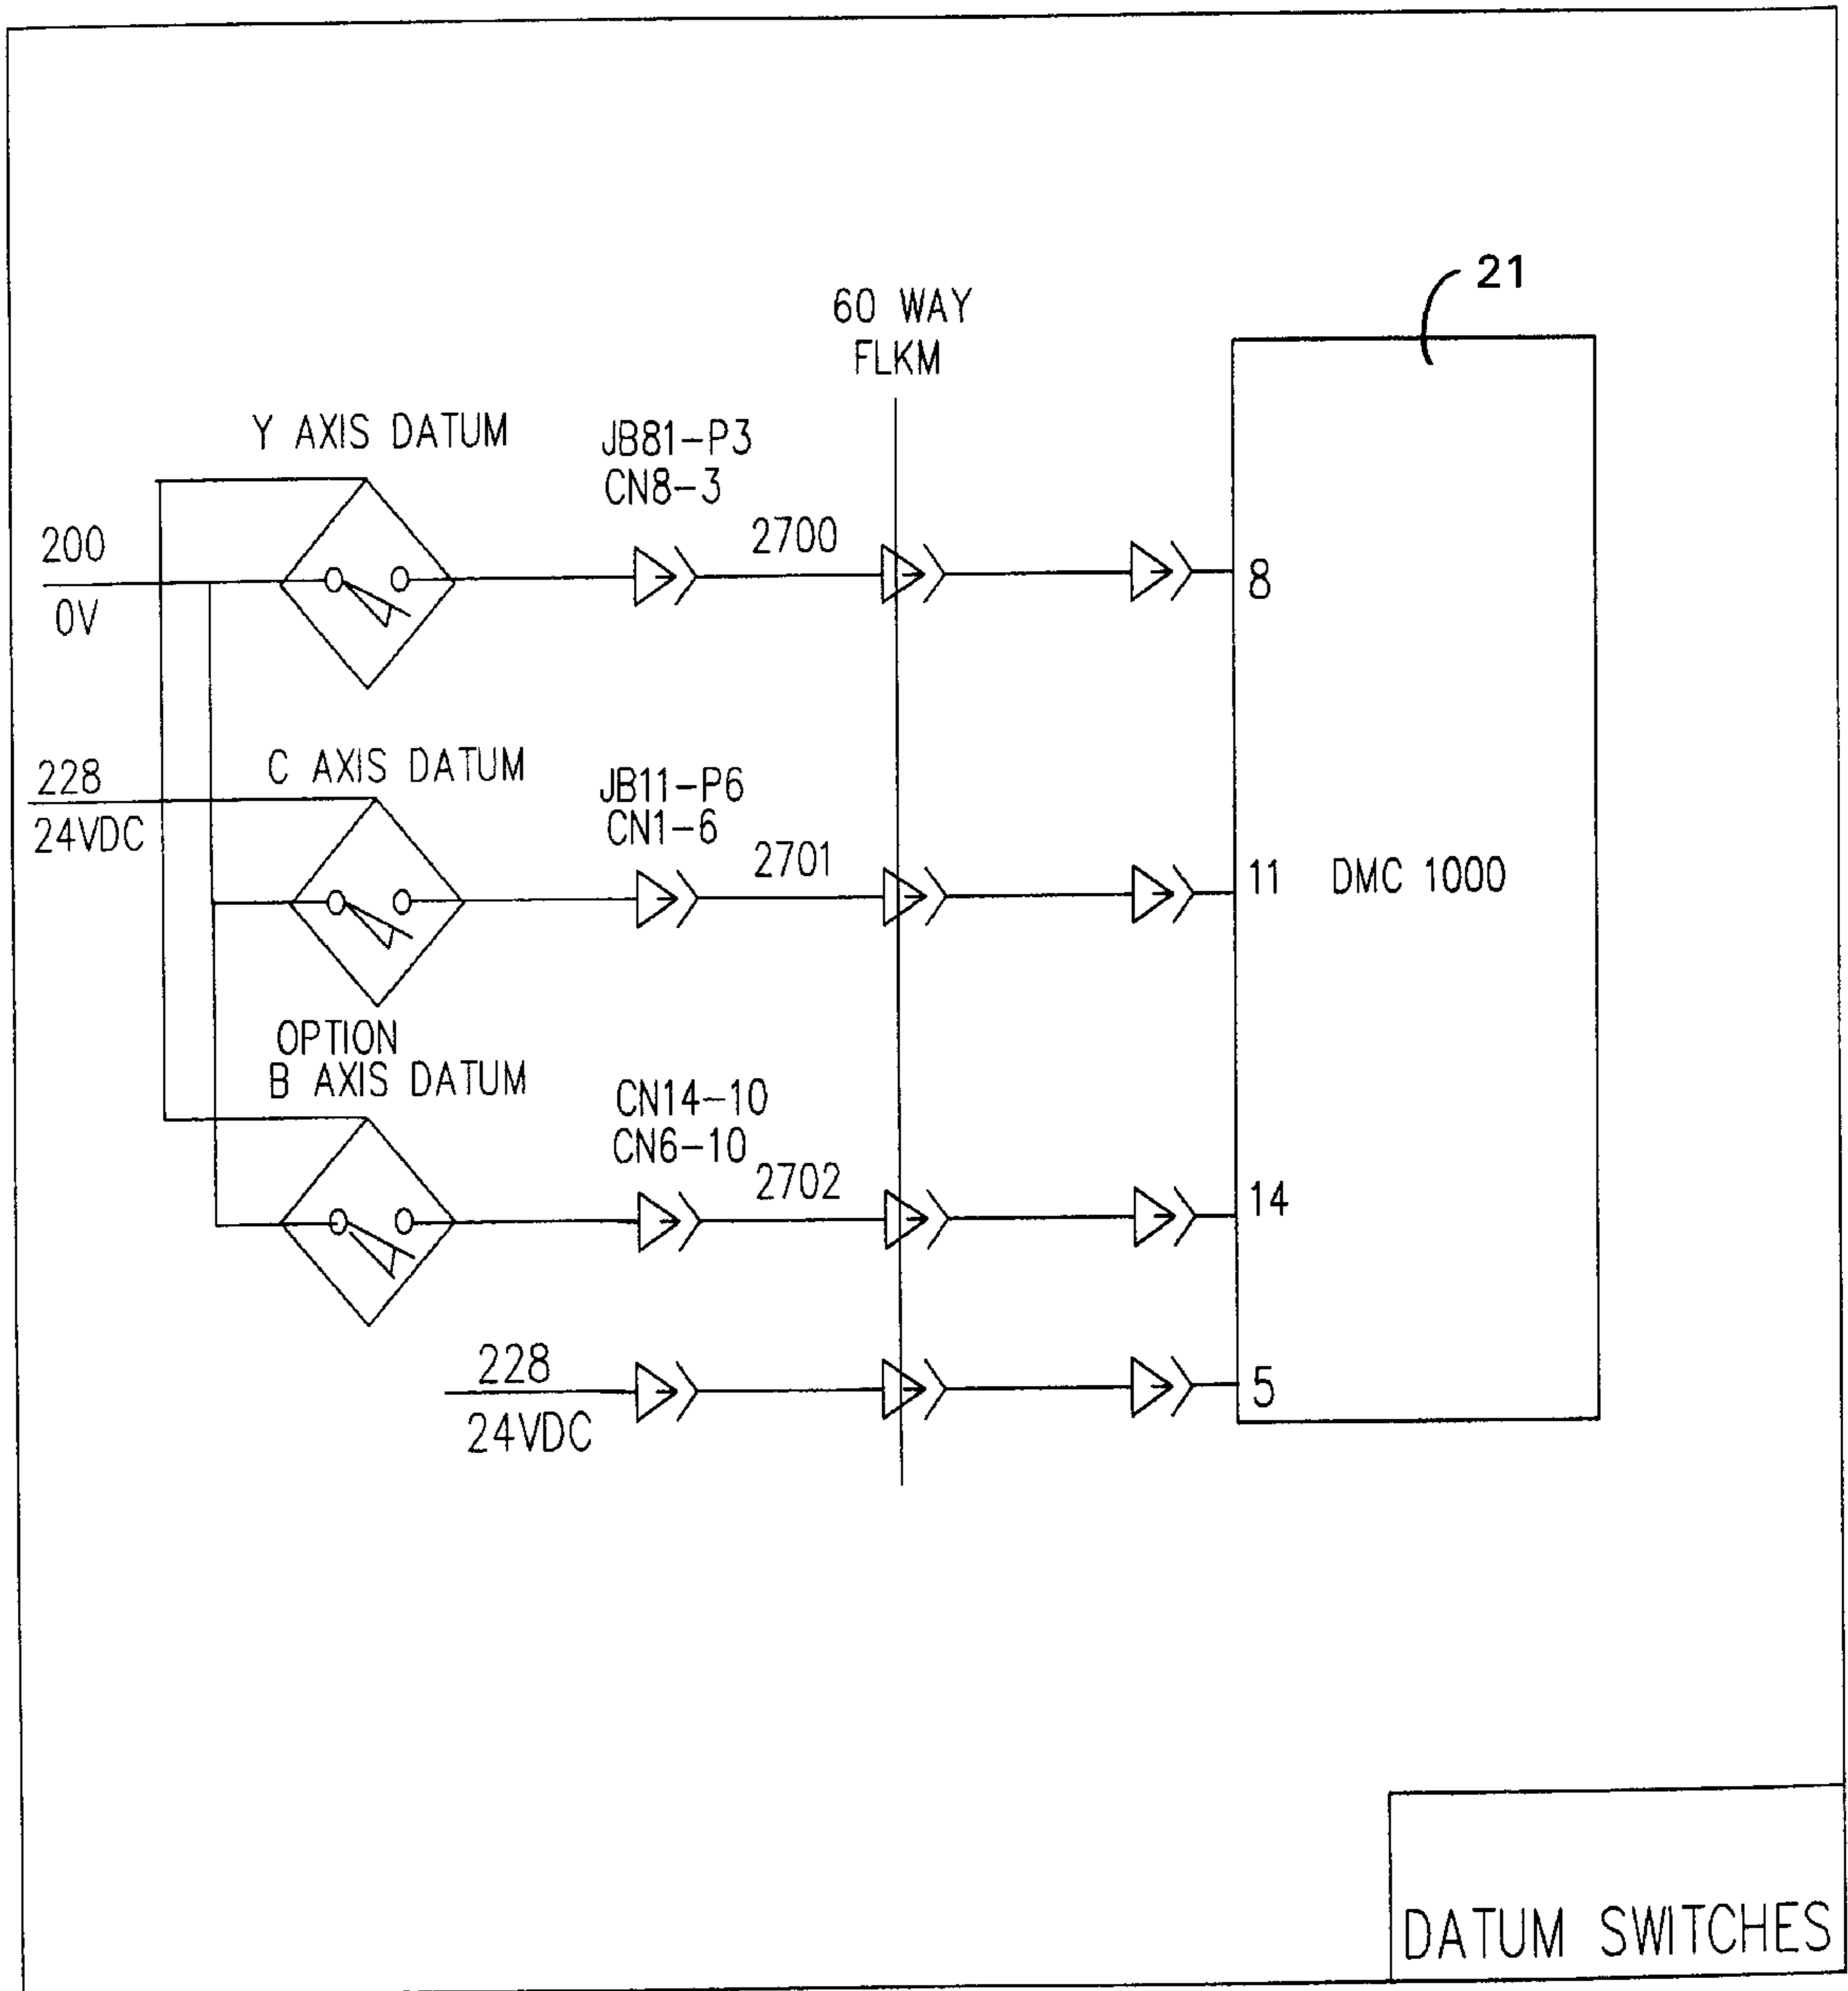 21
60 WAY
FLKM
Y AXIS DATUM
JB81-P3
CN8-3
200
0V
2700
8
C AXIS DATUM
228
24VDC
JB11-P6
CN1-6
2701
11
DMC 1000
OPTION
B AXIS DATUM
CN14-10
CN6-10
2702
14
228
24VDC
5
DATUM SWITCHES